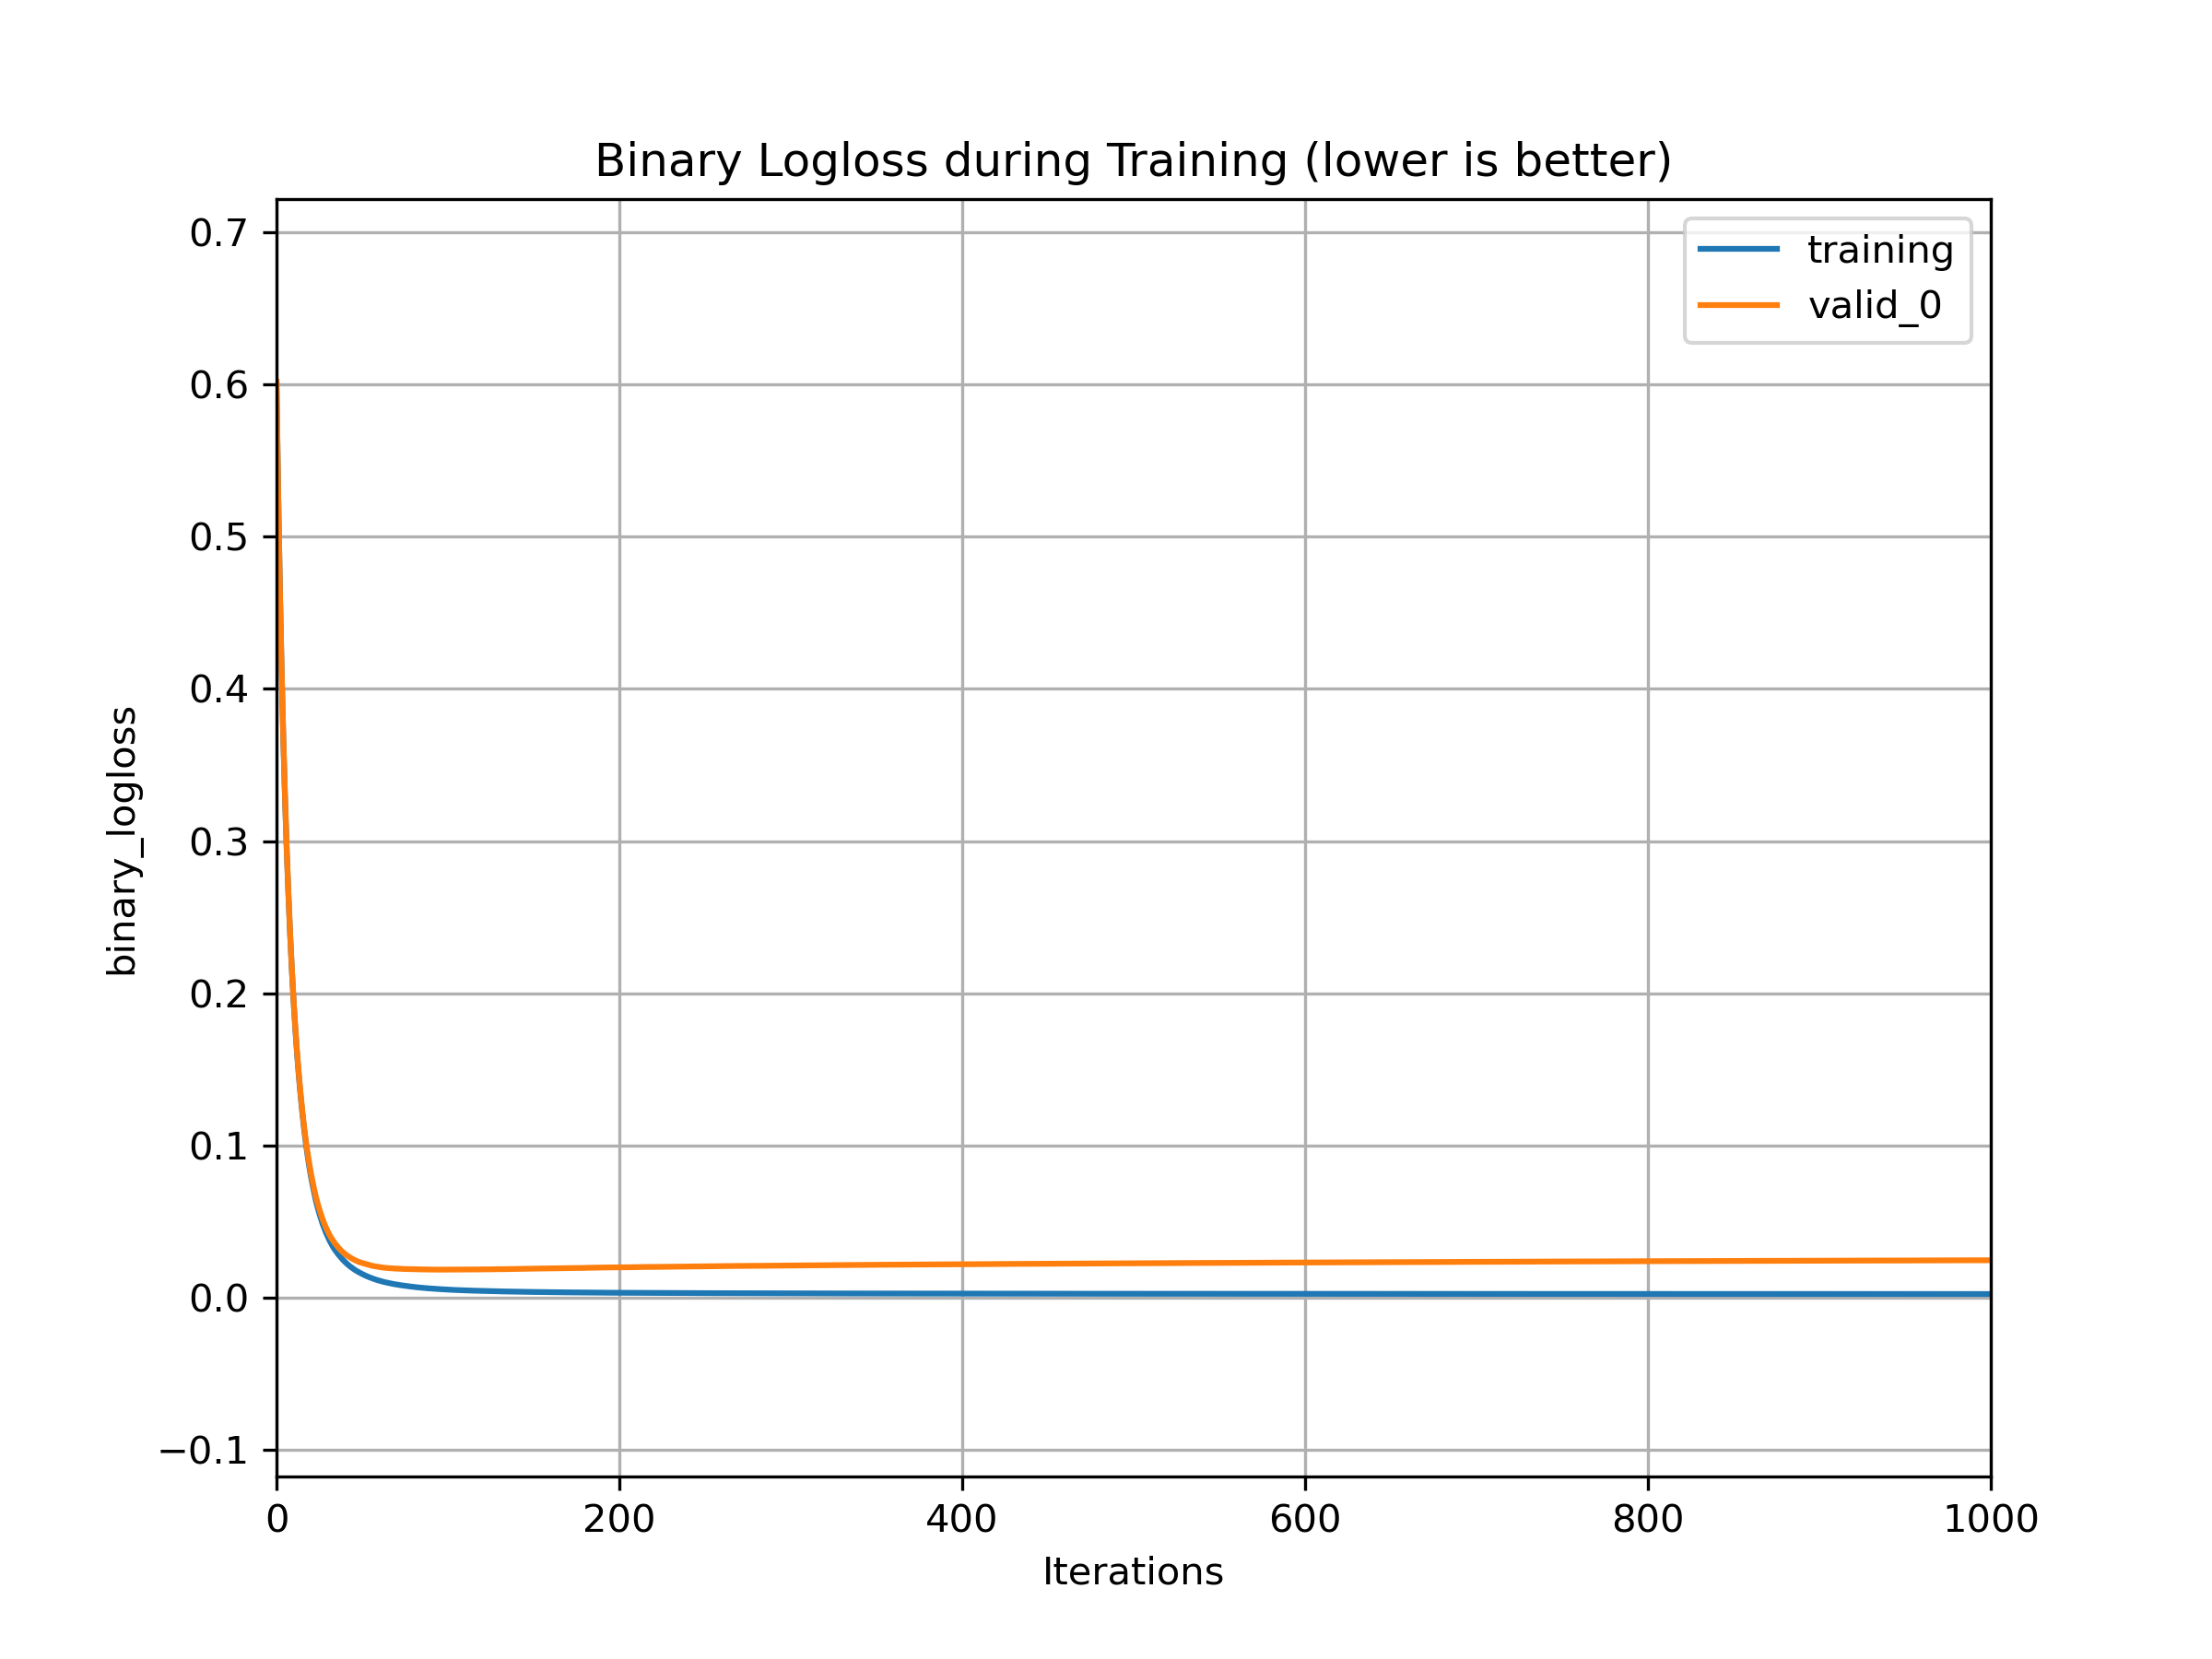 Binary Logloss during Training (lower is better)
training
valid_0
0.7
0.6
0.5
0.4
0.3
0.2
0.1
0.0
−0.1
binary_logloss
0 200 400 600 800 1000
Iterations